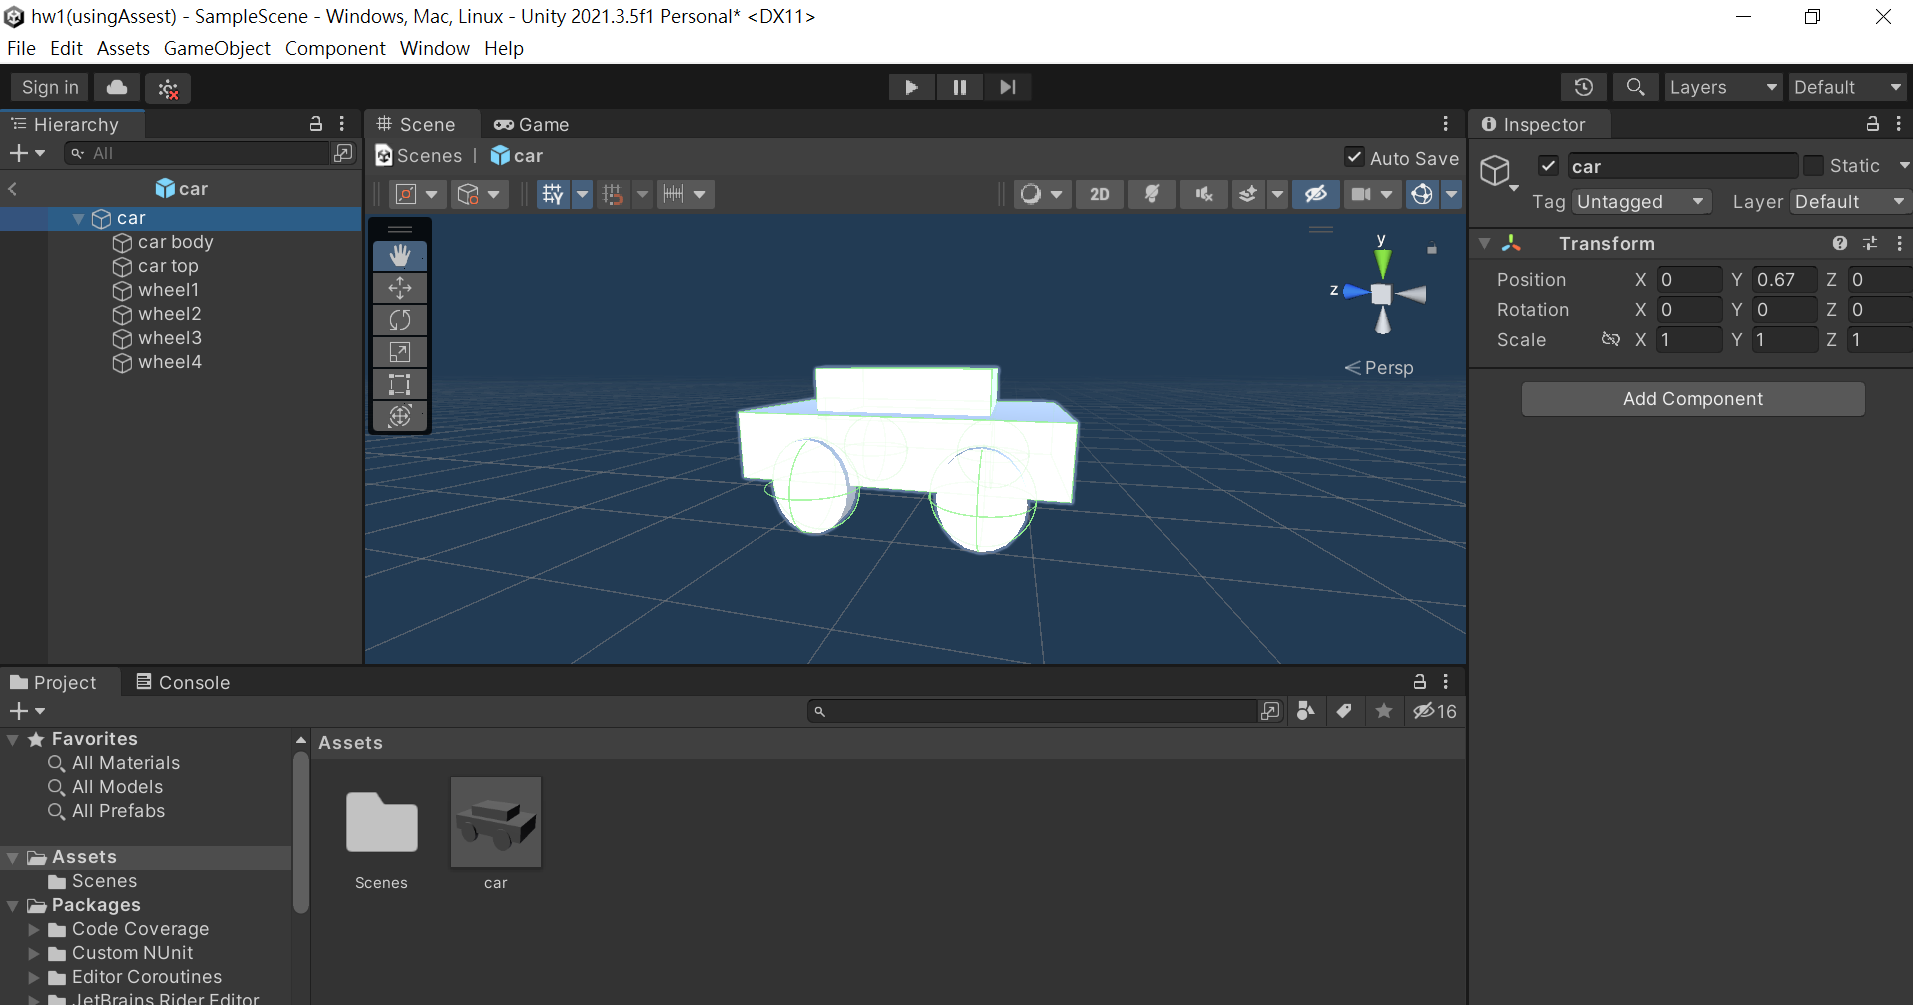 hw1(usingAssest) - SampleScene - Windows, Mac, Linux - Unity 2021.3.5f1 Personal* <DX11>
File Edit Assets GameObject Component Window Help
Sign in
Layers
Default
Hierarchy
All
car
car
car body
car top
wheel1
wheel2
wheel3
wheel4
Scene
Game
Scenes | car
Auto Save
2D
y
z
Persp
Inspector
car
Static
Tag Untagged
Layer Default
Transform
Position X 0 Y 0.67 Z 0
Rotation X 0 Y 0 Z 0
Scale X 1 Y 1 Z 1
Add Component
Project
Console
16
Favorites
All Materials
All Models
All Prefabs
Assets
Scenes
Packages
Code Coverage
Custom NUnit
Editor Coroutines
JetBrains Rider Editor
Assets
Scenes
car